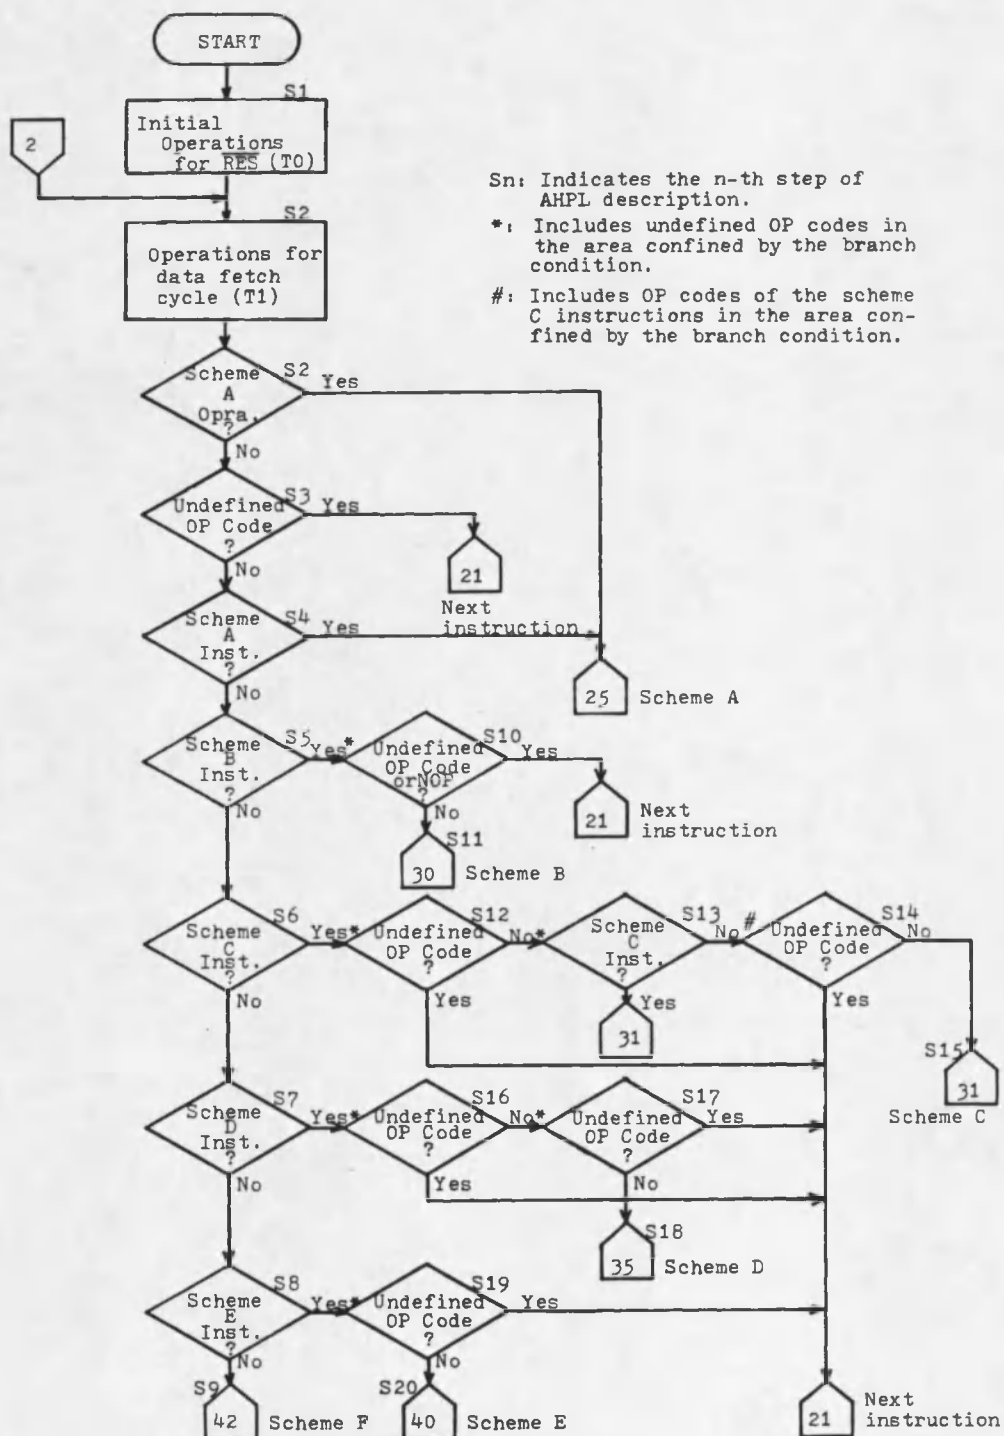 START
S1
Initial
Operations
for RES (T0)
2
S2
Operations for
data fetch
cycle (T1)
Sn: Indicates the n-th step of
AHPL description.
*: Includes undefined OP codes in
the area confined by the branch
condition.
#: Includes OP codes of the scheme
C instructions in the area con-
fined by the branch condition.
Scheme
A
Opra.
?
S2
Yes
No
Undefined
OP Code
?
S3
Yes
No
21
Next
instruction
Scheme
A
Inst.
?
S4
Yes
No
25
Scheme A
Scheme
B
Inst.
?
S5
Yes*
No
Undefined
OP Code
orNOP
?
S10
Yes
No
21
Next
instruction
S11
30
Scheme B
Scheme
C
Inst.
?
S6
Yes*
No
Undefined
OP Code
?
S12
No*
Yes
Scheme
C
Inst.
?
S13
No
#
Yes
31
Undefined
OP Code
?
S14
No
Yes
S15
31
Scheme C
Scheme
D
Inst.
?
S7
Yes*
No
Undefined
OP Code
?
S16
No*
Yes
Undefined
OP Code
?
S17
Yes
No
S18
35
Scheme D
Scheme
E
Inst.
?
S8
Yes*
No
Undefined
OP Code
?
S19
Yes
No
S9
42
Scheme F
S20
40
Scheme E
21
Next
instruction